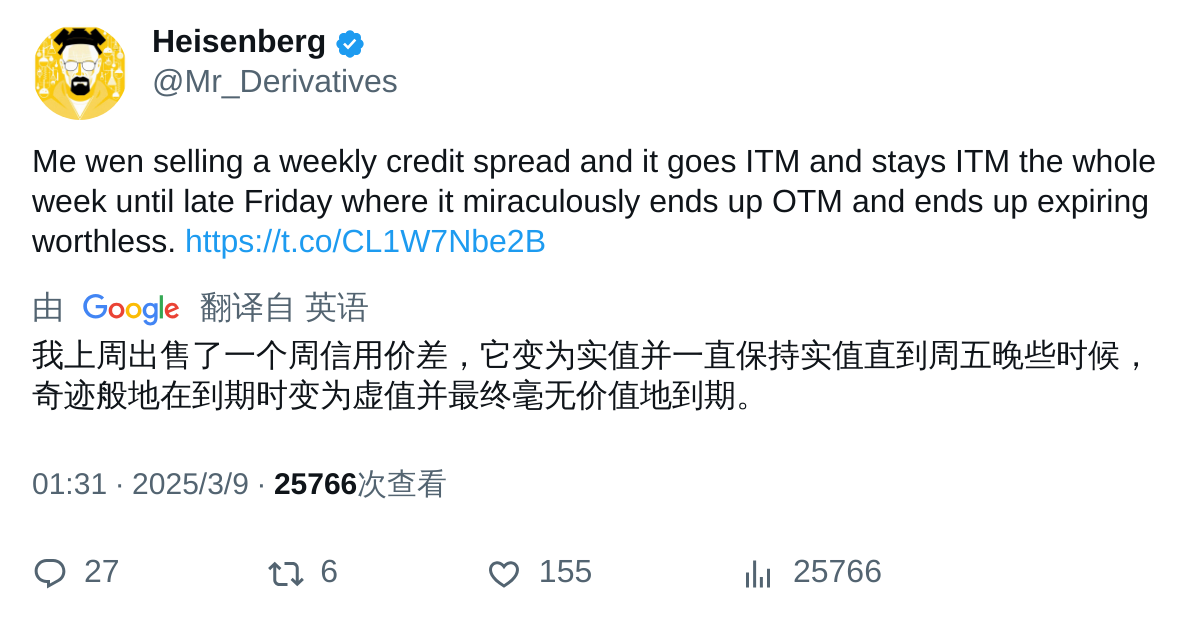 Heisenberg
@Mr_Derivatives
Me wen selling a weekly credit spread and it goes ITM and stays ITM the whole
week until late Friday where it miraculously ends up OTM and ends up expiring
worthless. https://t.co/CL1W7Nbe2B
由 Google 翻译自 英语
我上周出售了一个周信用价差，它变为实值并一直保持实值直到周五晚些时候，
奇迹般地在到期时变为虚值并最终毫无价值地到期。
01:31 · 2025/3/9 · 25766次查看
27 6 155 25766